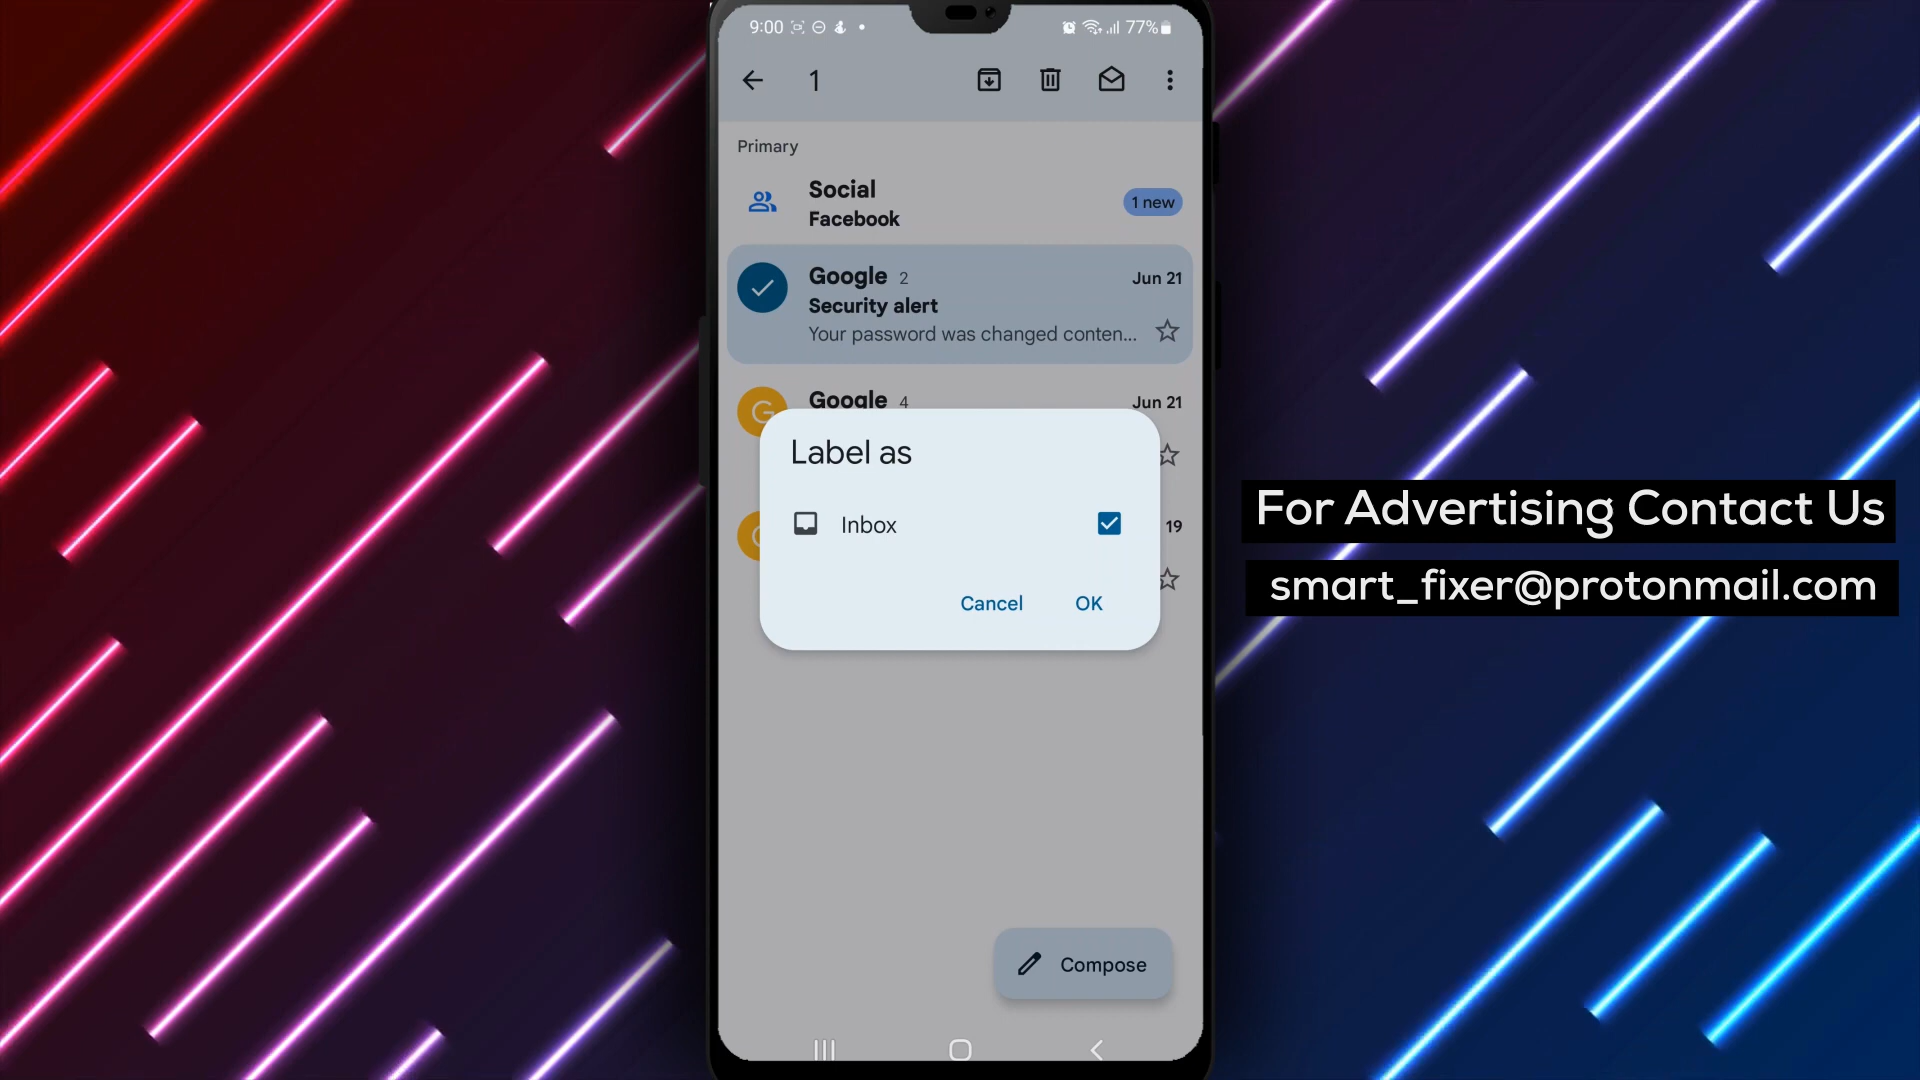 9:00
77%
1
Primary
Social
1 new
Facebook
Google 2
Jun 21
Security alert
Your password was changed conten...
Google 4
Jun 21
Label as
Inbox
19
Cancel
OK
Compose
For Advertising Contact Us
smart_fixer@protonmail.com